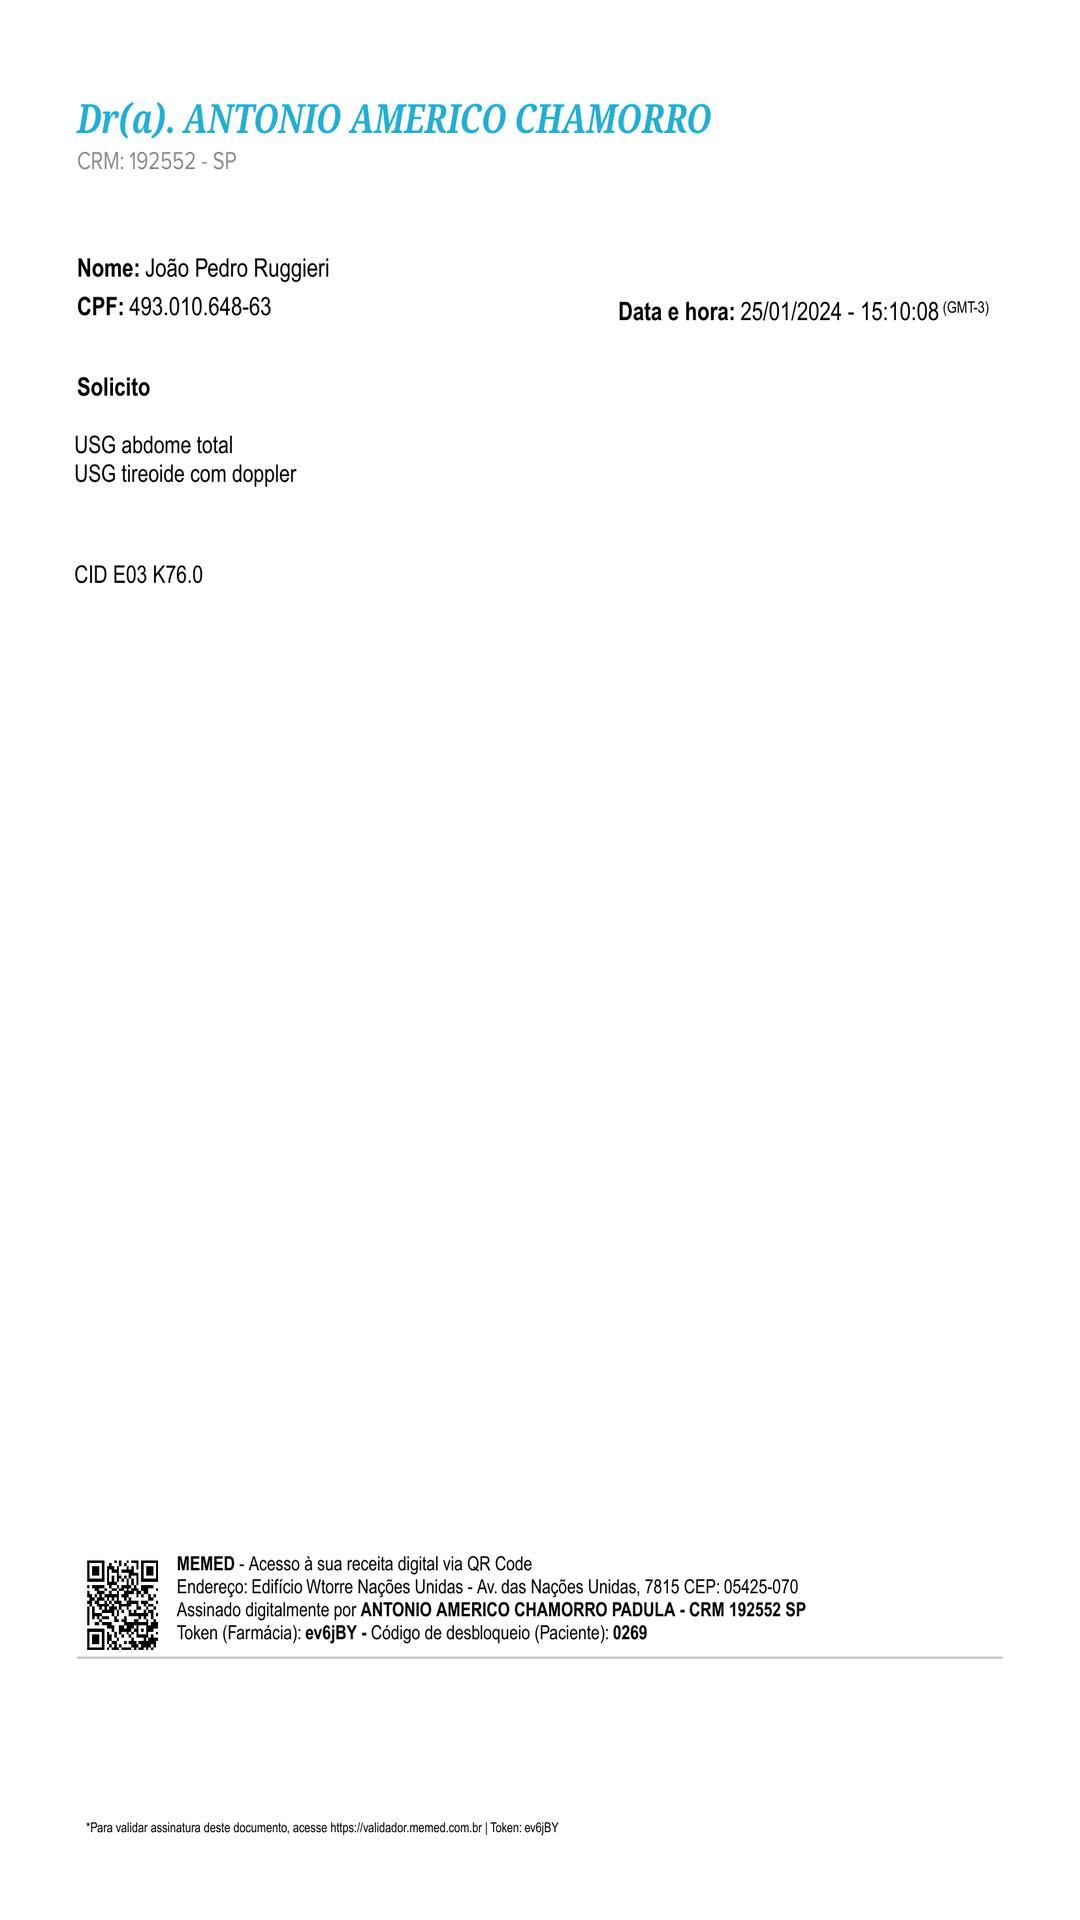 Dr(a). ANTONIO AMERICO CHAMORRO
CRM: 192552 - SP
Nome: João Pedro Ruggieri
CPF: 493.010.648-63
Data e hora: 25/01/2024 - 15:10:08 (GMT-3)
Solicito
USG abdome total
USG tireoide com doppler
CID E03 K76.0
MEMED - Acesso à sua receita digital via QR Code
Endereço: Edifício Wtorre Nações Unidas - Av. das Nações Unidas, 7815 CEP: 05425-070
Assinado digitalmente por ANTONIO AMERICO CHAMORRO PADULA - CRM 192552 SP
Token (Farmácia): ev6jBY - Código de desbloqueio (Paciente): 0269
*Para validar assinatura deste documento, acesse https://validador.memed.com.br | Token: ev6jBY